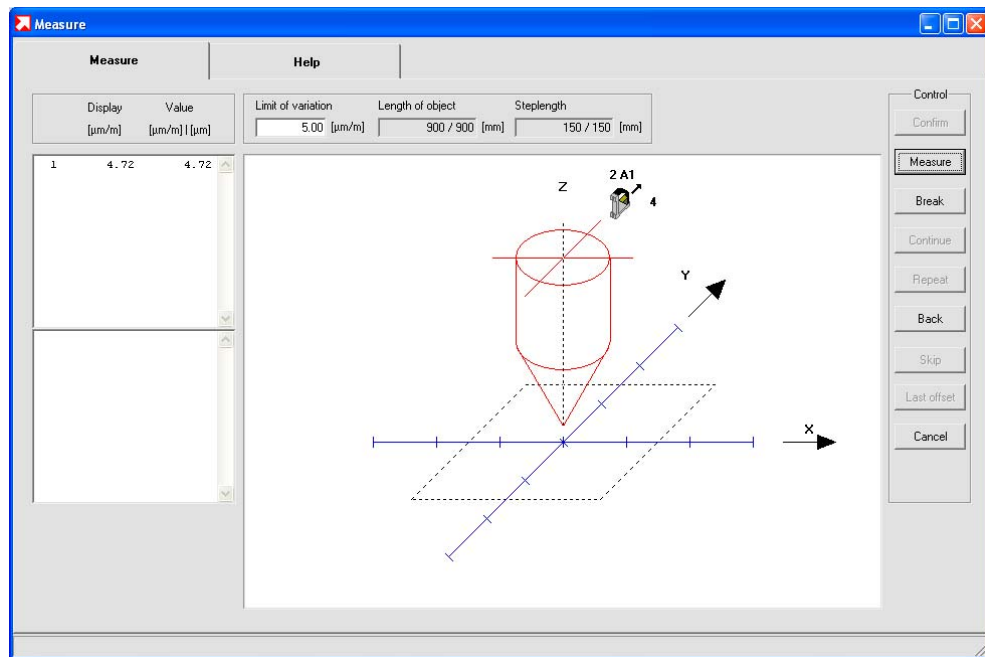 Measure
Measure Help
Display Value
[µm/m] [µm/m] | [µm]
Limit of variation Length of object Steplength
5.00 [µm/m] 900 / 900 [mm] 150 / 150 [mm]
1 4.72 4.72
2 A1
Z
4
Y
X
Control
Confirm
Measure
Break
Continue
Repeat
Back
Skip
Last offset
Cancel